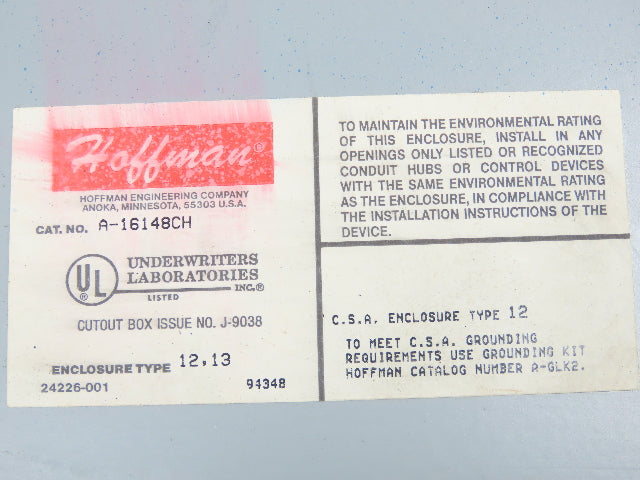 Hoffman®
HOFFMAN ENGINEERING COMPANY
ANOKA, MINNESOTA, 55303 U.S.A.
CAT. NO. A-16148CH
UL
®
UNDERWRITERS
LABORATORIES
INC.®
LISTED
CUTOUT BOX ISSUE NO. J-9038
ENCLOSURE TYPE 12,13
24226-001 94348
TO MAINTAIN THE ENVIRONMENTAL RATING
OF THIS ENCLOSURE, INSTALL IN ANY
OPENINGS ONLY LISTED OR RECOGNIZED
CONDUIT HUBS OR CONTROL DEVICES
WITH THE SAME ENVIRONMENTAL RATING
AS THE ENCLOSURE, IN COMPLIANCE WITH
THE INSTALLATION INSTRUCTIONS OF THE
DEVICE.
C.S.A. ENCLOSURE TYPE 12
TO MEET C.S.A. GROUNDING
REQUIREMENTS USE GROUNDING KIT
HOFFMAN CATALOG NUMBER A-GLK2.